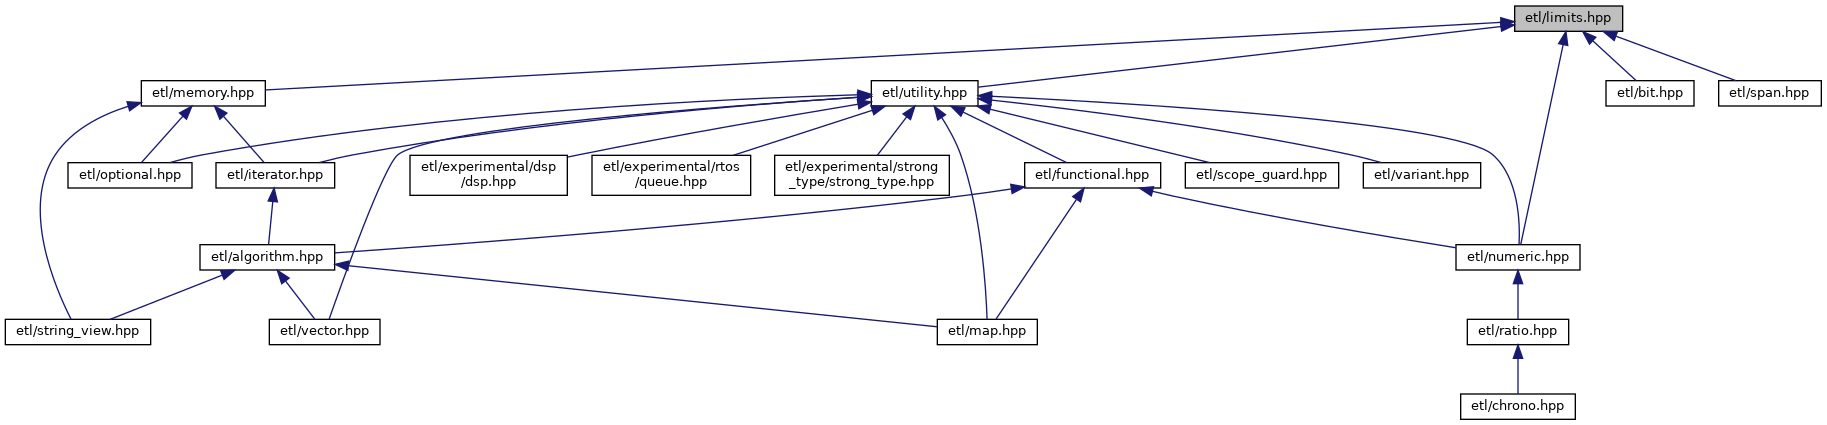 etl/limits.hpp
etl/memory.hpp
etl/utility.hpp
etl/bit.hpp
etl/span.hpp
etl/optional.hpp
etl/iterator.hpp
etl/experimental/dsp
/dsp.hpp
etl/experimental/rtos
/queue.hpp
etl/experimental/strong
_type/strong_type.hpp
etl/functional.hpp
etl/scope_guard.hpp
etl/variant.hpp
etl/algorithm.hpp
etl/numeric.hpp
etl/string_view.hpp
etl/vector.hpp
etl/map.hpp
etl/ratio.hpp
etl/chrono.hpp